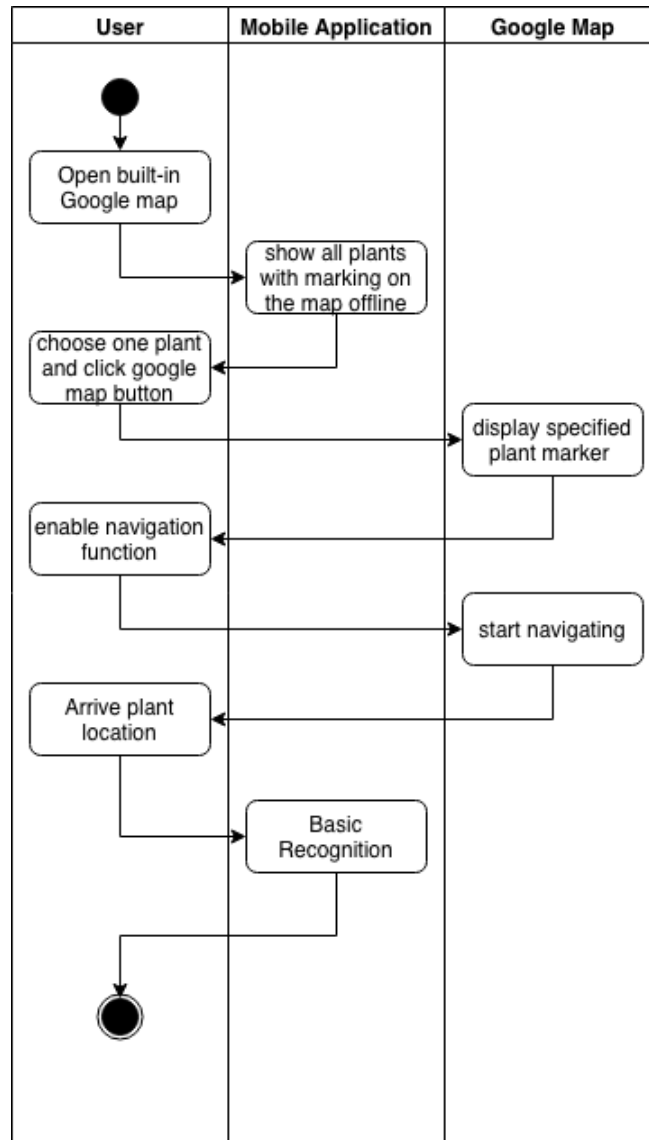 User
Mobile Application
Google Map
Open built-in
Google map
show all plants
with marking on
the map offline
choose one plant
and click google
map button
display specified
plant marker
enable navigation
function
start navigating
Arrive plant
location
Basic
Recognition